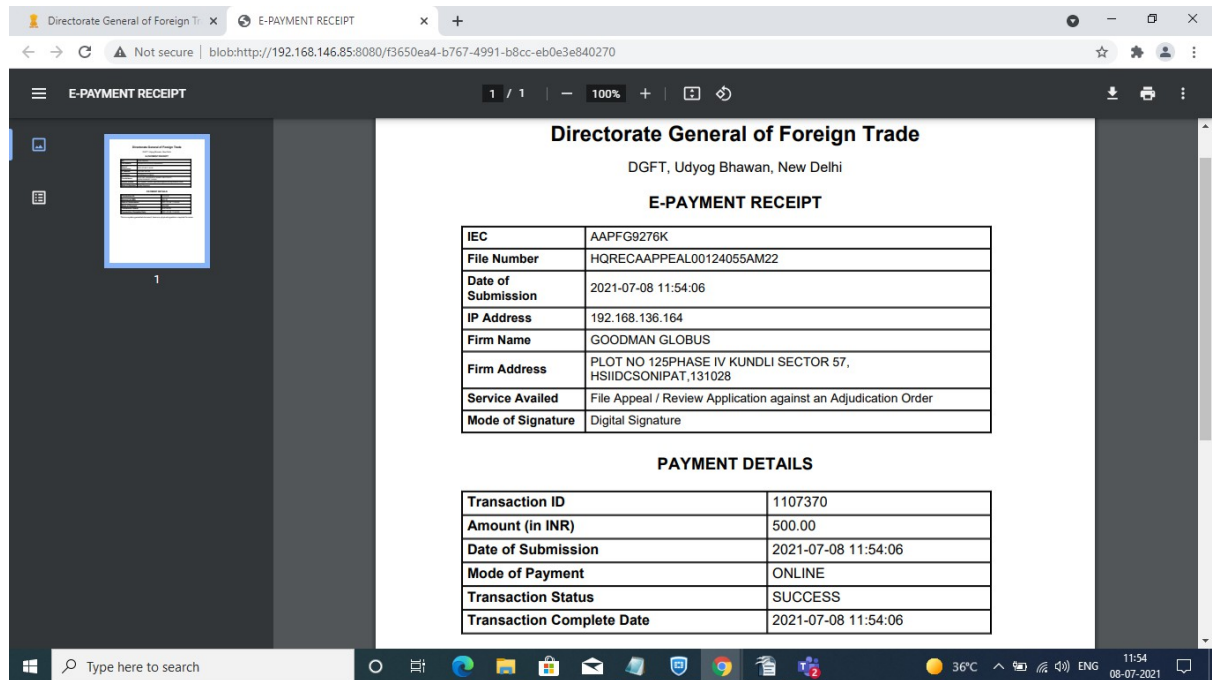 Directorate General of Foreign Tr
E-PAYMENT RECEIPT
Not secure | blob:http://192.168.146.85:8080/f3650ea4-b767-4991-b8cc-eb0e3e840270
E-PAYMENT RECEIPT
1 / 1
100%
1
Directorate General of Foreign Trade
DGFT, Udyog Bhawan, New Delhi
E-PAYMENT RECEIPT
IEC AAPFG9276K
File Number HQRECAAPPEAL00124055AM22
Date of Submission 2021-07-08 11:54:06
IP Address 192.168.136.164
Firm Name GOODMAN GLOBUS
Firm Address PLOT NO 125PHASE IV KUNDLI SECTOR 57,
HSIIDCSONIPAT,131028
Service Availed File Appeal / Review Application against an Adjudication Order
Mode of Signature Digital Signature
PAYMENT DETAILS
Transaction ID 1107370
Amount (in INR) 500.00
Date of Submission 2021-07-08 11:54:06
Mode of Payment ONLINE
Transaction Status SUCCESS
Transaction Complete Date 2021-07-08 11:54:06
Type here to search
36°C
ENG
11:54
08-07-2021